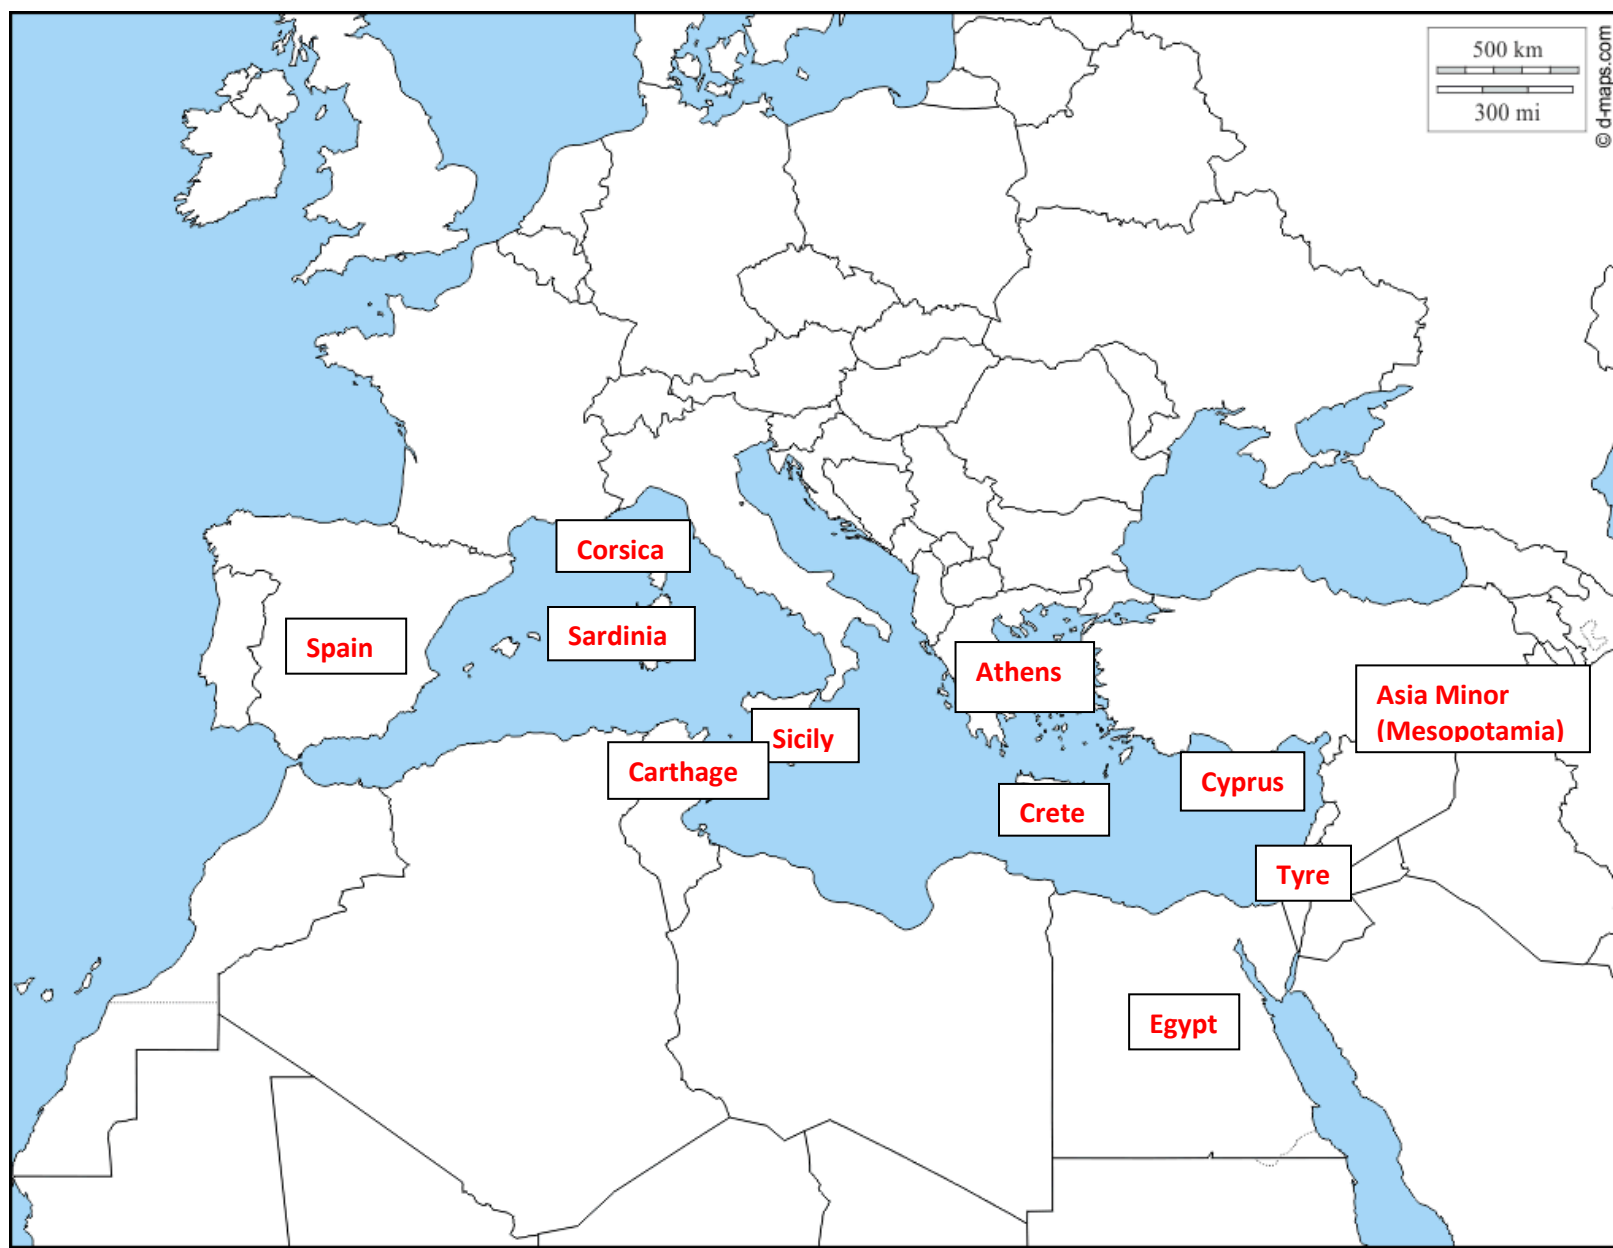 500 km
300 mi
© d-maps.com
Corsica
Sardinia
Spain
Athens
Asia Minor
(Mesopotamia)
Sicily
Carthage
Cyprus
Crete
Tyre
Egypt